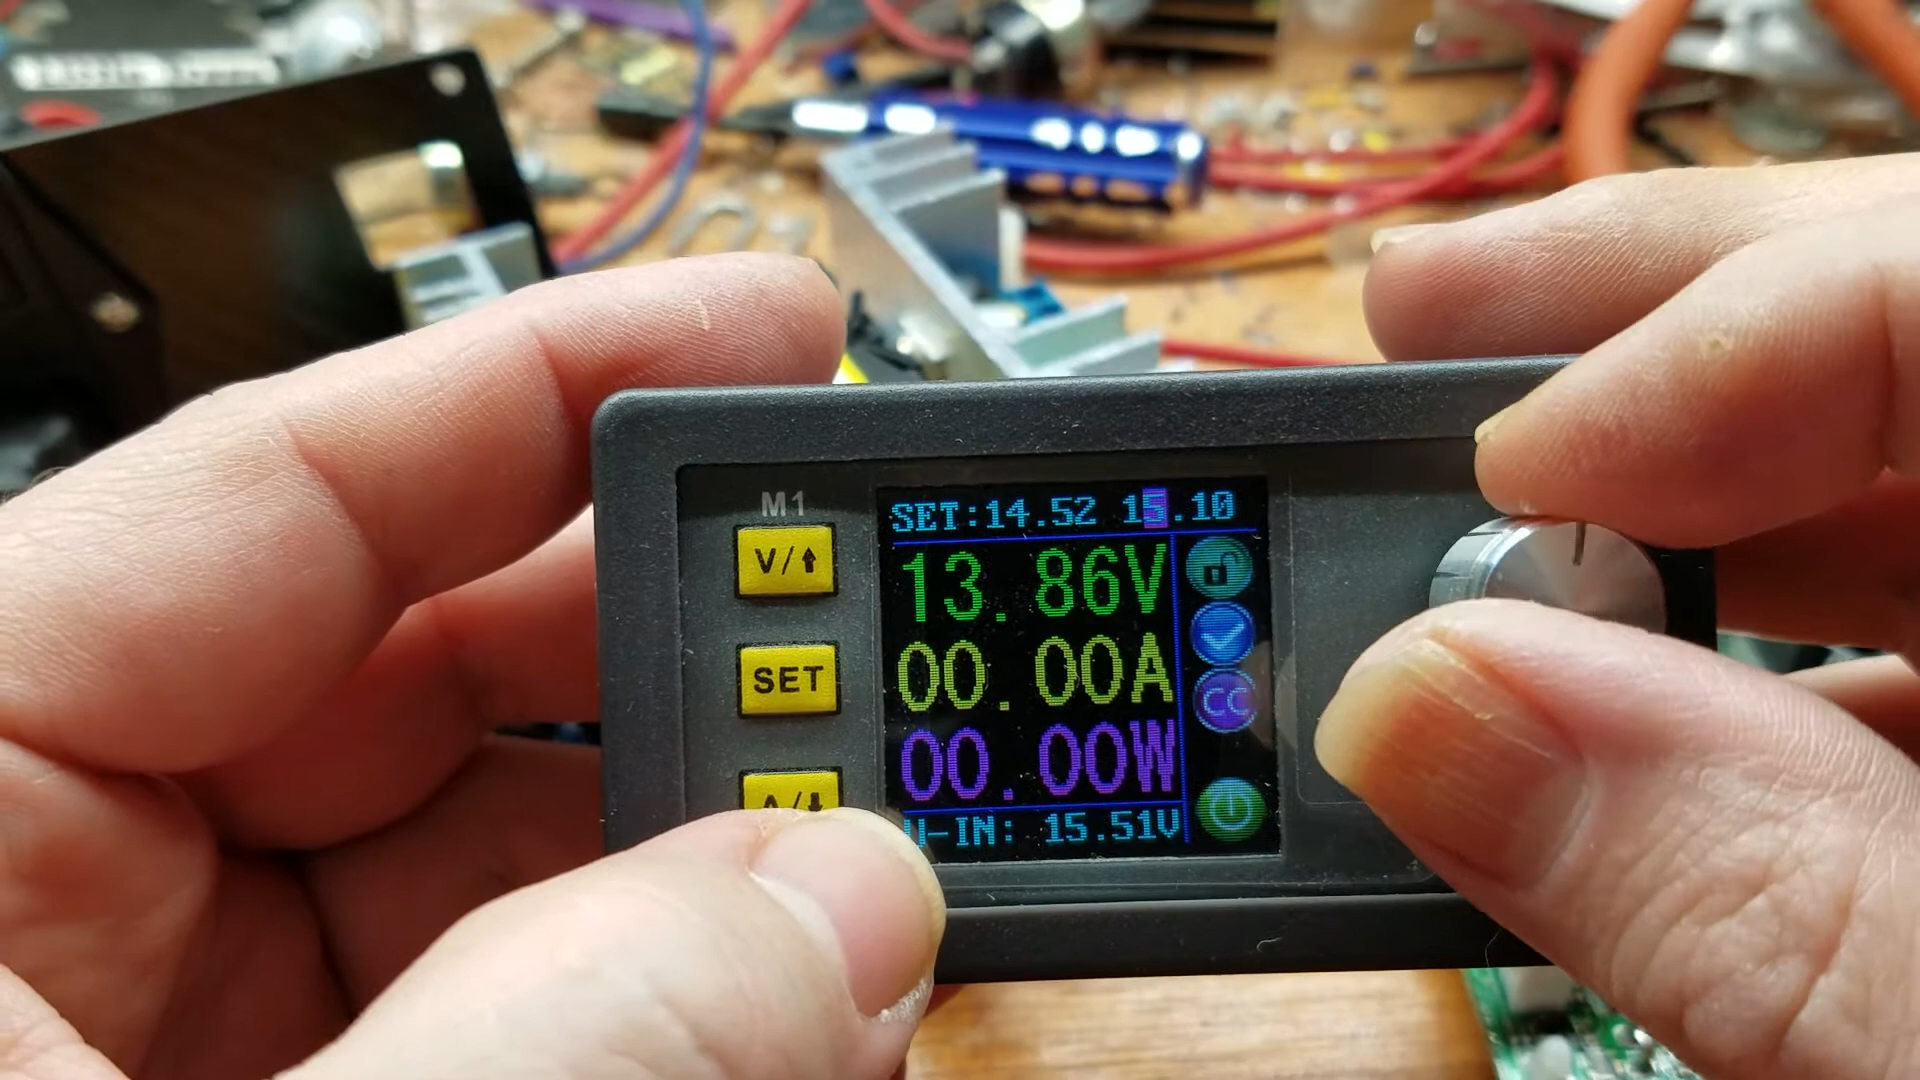 M1
V/⬆
SET
A/⬇
SET:14.52 15.10
13.86V
00.00A
00.00W
CC
V-IN: 15.51V